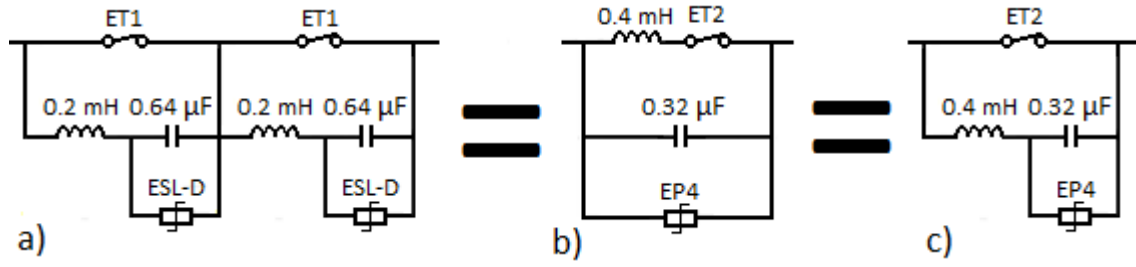 ET1 ET1
0.2 mH 0.64 µF 0.2 mH 0.64 µF
ESL-D ESL-D
a)
0.4 mH ET2
0.32 µF
EP4
b)
ET2
0.4 mH 0.32 µF
EP4
c)